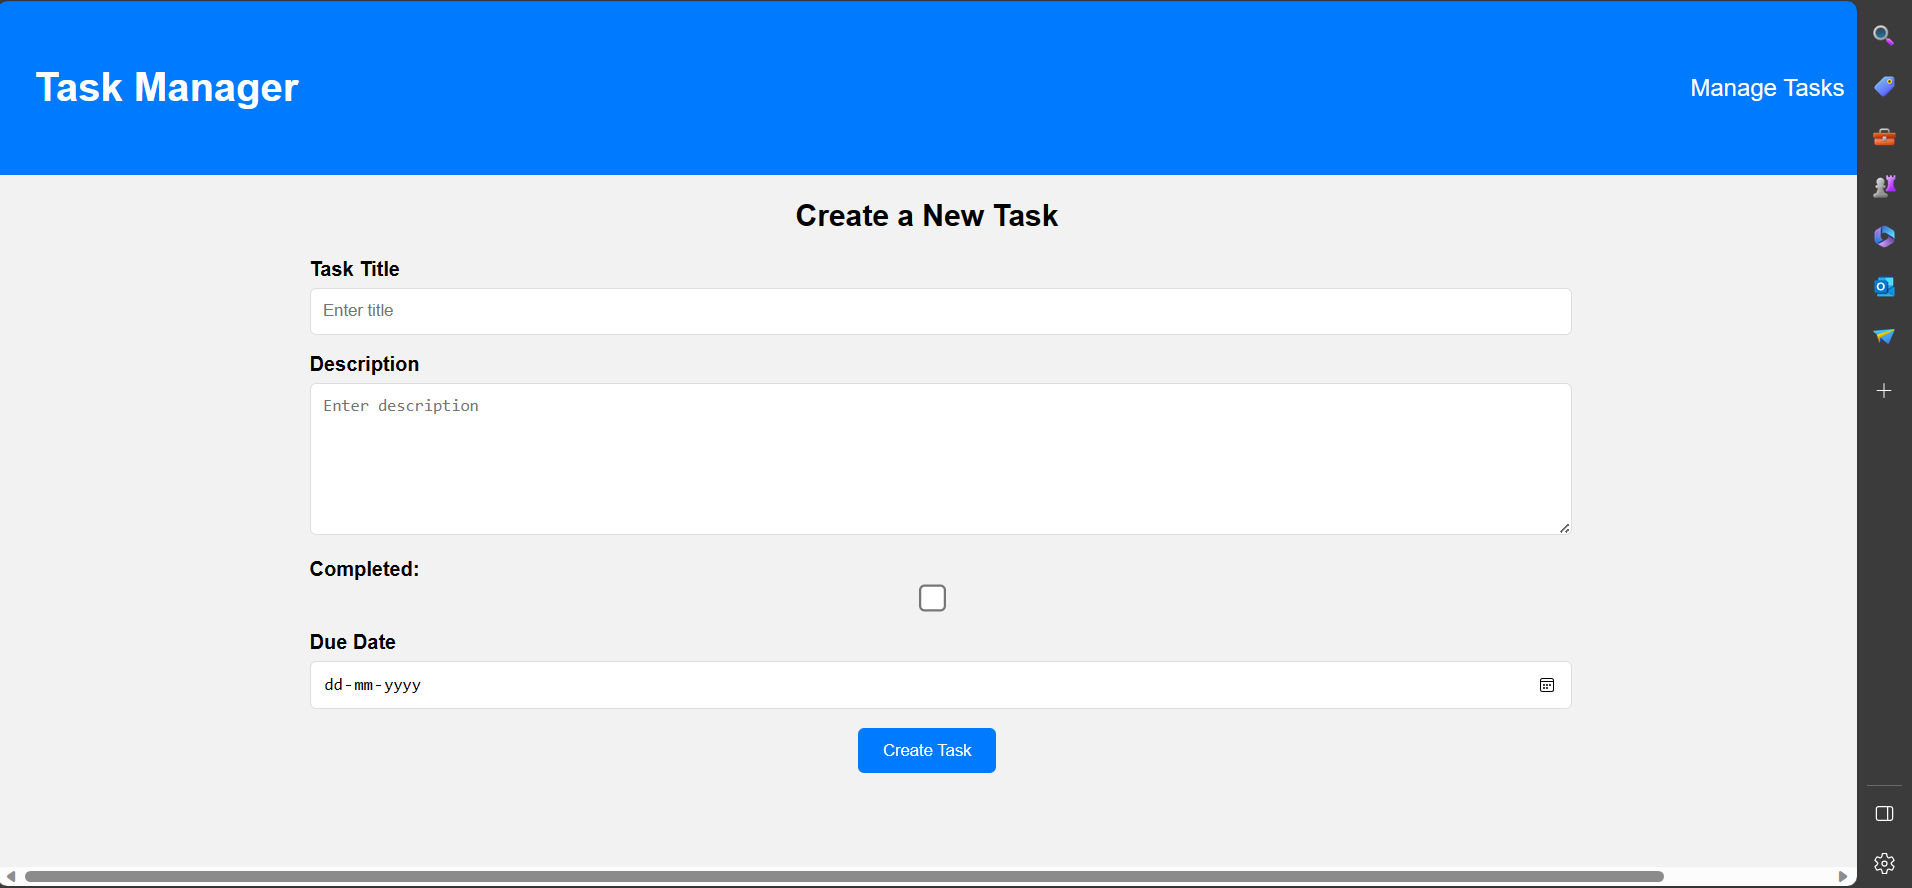 Task Manager
Manage Tasks
Create a New Task
Task Title
Enter title
Description
Enter description
Completed:
Due Date
dd-mm-yyyy
Create Task